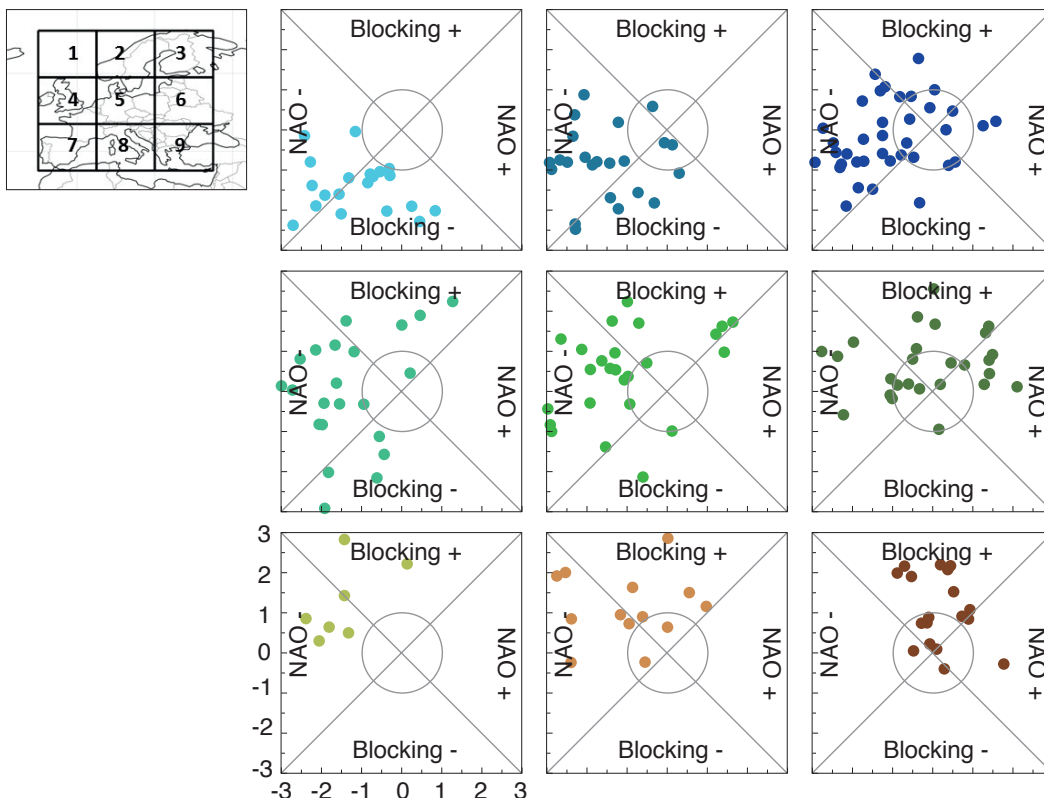 1 2 3
4 5 6
7 8 9
Blocking +
NAO -
NAO +
Blocking -
Blocking +
NAO -
NAO +
Blocking -
Blocking +
NAO -
NAO +
Blocking -
Blocking +
NAO -
NAO +
Blocking -
Blocking +
NAO -
NAO +
Blocking -
Blocking +
NAO -
NAO +
Blocking -
3
2
1
0
-1
-2
-3
Blocking +
NAO -
NAO +
Blocking -
-3 -2 -1 0 1 2 3
Blocking +
NAO -
NAO +
Blocking -
Blocking +
NAO -
NAO +
Blocking -